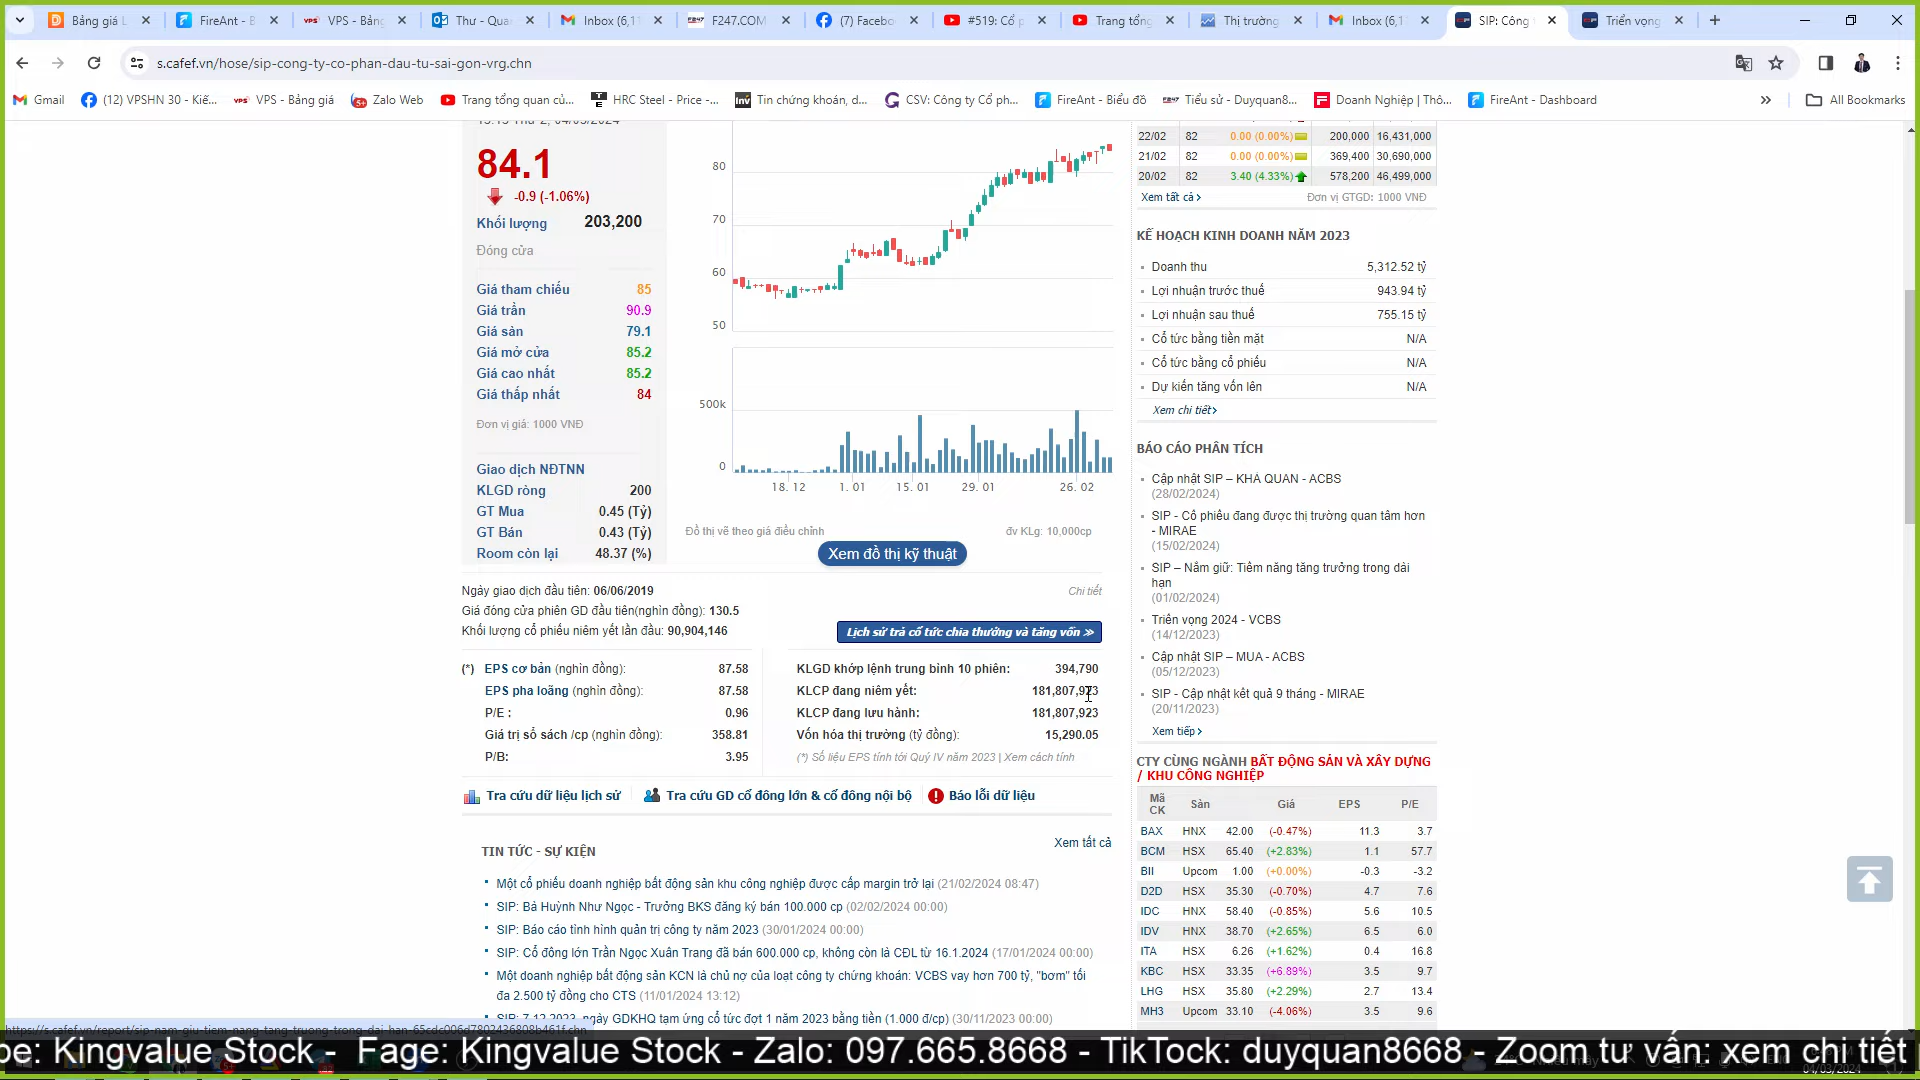 Bảng giá L
FireAnt - B
VPS - Bảng
Thư - Qua
Inbox (6,11
F247.COM
(7) Facebo
#519: Cổ p
Trang tổng
Thị trường
Inbox (6,1
SIP: Công
Triển vọng
s.cafef.vn/hose/sip-cong-ty-co-phan-dau-tu-sai-gon-vrg.chn
Gmail
(12) VPSHN 30 - Kiế...
VPS - Bảng giá
Zalo Web
Trang tổng quan củ...
HRC Steel - Price -...
Tin chứng khoán, d...
CSV: Công ty Cổ ph...
FireAnt - Biểu đồ
Tiểu sử - Duyquan8...
Doanh Nghiệp | Thô...
FireAnt - Dashboard
All Bookmarks
84.1
-0.9 (-1.06%)
Khối lượng 203,200
Đóng cửa
Giá tham chiếu 85
Giá trần 90.9
Giá sàn 79.1
Giá mở cửa 85.2
Giá cao nhất 85.2
Giá thấp nhất 84
Đơn vị giá: 1000 VNĐ
Giao dịch NĐTNN
KLGD ròng 200
GT Mua 0.45 (Tỷ)
GT Bán 0.43 (Tỷ)
Room còn lại 48.37 (%)
80
70
60
50
500k
0
18. 12 1. 01 15. 01 29. 01 26. 02
Đồ thị vẽ theo giá điều chỉnh đv KLg: 10,000cp
Xem đồ thị kỹ thuật
Ngày giao dịch đầu tiên: 06/06/2019 Chi tiết
Giá đóng cửa phiên GD đầu tiên(nghìn đồng): 130.5
Khối lượng cổ phiếu niêm yết lần đầu: 90,904,146
Lịch sử trả cổ tức chia thưởng và tăng vốn ≫
(*) EPS cơ bản (nghìn đồng): 87.58
EPS pha loãng (nghìn đồng): 87.58
P/E : 0.96
Giá trị sổ sách /cp (nghìn đồng): 358.81
P/B: 3.95
KLGD khớp lệnh trung bình 10 phiên: 394,790
KLCP đang niêm yết: 181,807,923
KLCP đang lưu hành: 181,807,923
Vốn hóa thị trường (tỷ đồng): 15,290.05
(*) Số liệu EPS tính tới Quý IV năm 2023 | Xem cách tính
Tra cứu dữ liệu lịch sử
Tra cứu GD cổ đông lớn & cổ đông nội bộ
Báo lỗi dữ liệu
TIN TỨC - SỰ KIỆN
Xem tất cả
Một cổ phiếu doanh nghiệp bất động sản khu công nghiệp được cấp margin trở lại (21/02/2024 08:47)
SIP: Bà Huỳnh Như Ngọc - Trưởng BKS đăng ký bán 100.000 cp (02/02/2024 00:00)
SIP: Báo cáo tình hình quản trị công ty năm 2023 (30/01/2024 00:00)
SIP: Cổ đông lớn Trần Ngọc Xuân Trang đã bán 600.000 cp, không còn là CĐL từ 16.1.2024 (17/01/2024 00:00)
Một doanh nghiệp bất động sản KCN là chủ nợ của loạt công ty chứng khoán: VCBS vay hơn 700 tỷ, "bơm" tối
đa 2.500 tỷ đồng cho CTS (11/01/2024 13:12)
SIP: 7.12.2023, ngày GDKHQ tạm ứng cổ tức đợt 1 năm 2023 bằng tiền (1.000 đ/cp) (30/11/2023 00:00)
22/02 82 0.00 (0.00%) 200,000 16,431,000
21/02 82 0.00 (0.00%) 369,400 30,690,000
20/02 82 3.40 (4.33%) 578,200 46,499,000
Xem tất cả Đơn vị GTGD: 1000 VNĐ
KẾ HOẠCH KINH DOANH NĂM 2023
Doanh thu 5,312.52 tỷ
Lợi nhuận trước thuế 943.94 tỷ
Lợi nhuận sau thuế 755.15 tỷ
Cổ tức bằng tiền mặt N/A
Cổ tức bằng cổ phiếu N/A
Dự kiến tăng vốn lên N/A
Xem chi tiết
BÁO CÁO PHÂN TÍCH
Cập nhật SIP – KHẢ QUAN - ACBS
(28/02/2024)
SIP - Cổ phiếu đang được thị trường quan tâm hơn
- MIRAE
(15/02/2024)
SIP – Nắm giữ: Tiềm năng tăng trưởng trong dài
hạn
(01/02/2024)
Triển vọng 2024 - VCBS
(14/12/2023)
Cập nhật SIP – MUA - ACBS
(05/12/2023)
SIP - Cập nhật kết quả 9 tháng - MIRAE
(20/11/2023)
Xem tiếp
CTY CÙNG NGÀNH BẤT ĐỘNG SẢN VÀ XÂY DỰNG
/ KHU CÔNG NGHIỆP
Mã CK Sàn Giá EPS P/E
BAX HNX 42.00 (-0.47%) 11.3 3.7
BCM HSX 65.40 (+2.83%) 1.1 57.7
BII Upcom 1.00 (+0.00%) -0.3 -3.2
D2D HSX 35.30 (-0.70%) 4.7 7.6
IDC HNX 58.40 (-0.85%) 5.6 10.5
IDV HNX 38.70 (+2.65%) 6.5 6.0
ITA HSX 6.26 (+1.62%) 0.4 16.8
KBC HSX 33.35 (+6.89%) 3.5 9.7
LHG HSX 35.80 (+2.29%) 2.7 13.4
MH3 Upcom 33.10 (-4.06%) 3.5 9.6
be: Kingvalue Stock - Fage: Kingvalue Stock - Zalo: 097.665.8668 - TikTock: duyquan8668 - Zoom tư vấn: xem chi tiết